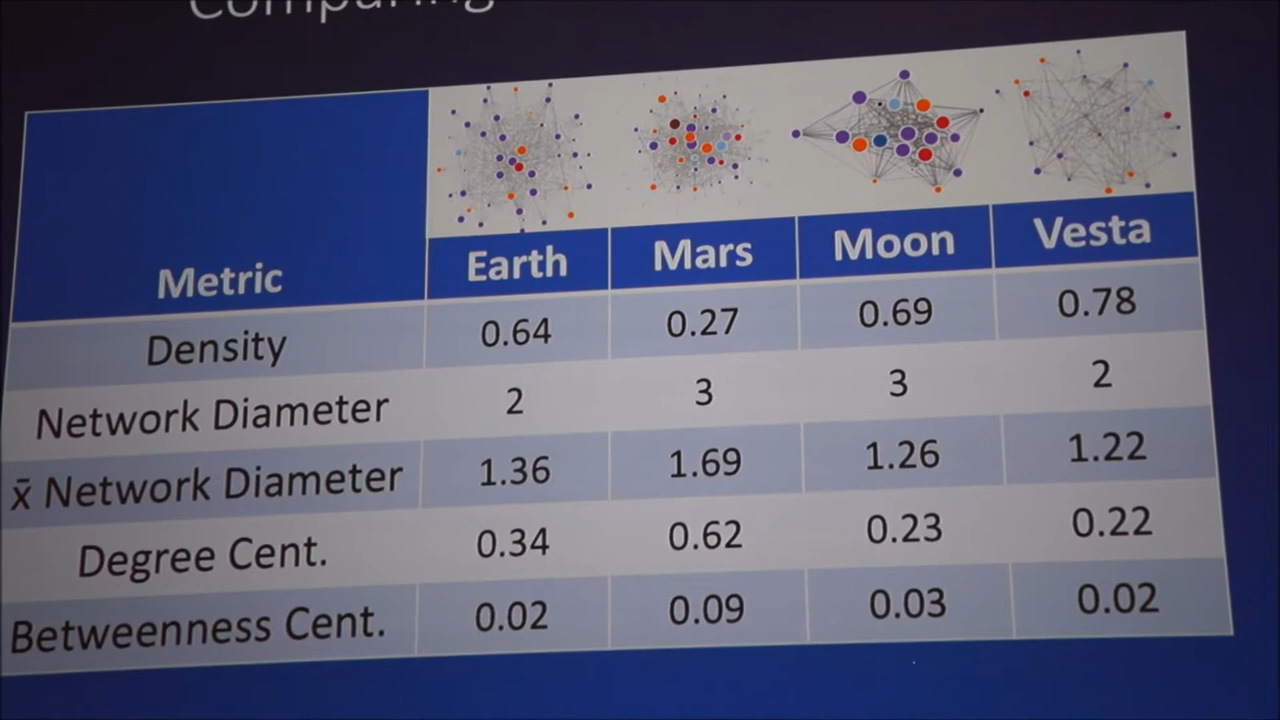 Comparing
Metric Earth Mars Moon Vesta
Density 0.64 0.27 0.69 0.78
Network Diameter 2 3 3 2
x̄ Network Diameter 1.36 1.69 1.26 1.22
Degree Cent. 0.34 0.62 0.23 0.22
Betweenness Cent. 0.02 0.09 0.03 0.02